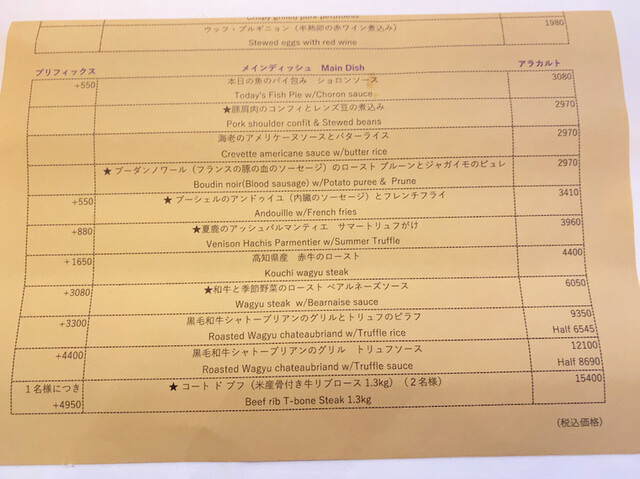 Crispy grilled pork
ウッフ・ブルギニョン（半熟卵の赤ワイン煮込み） 1980
Stewed eggs with red wine
プリフィックス メインディッシュ Main Dish アラカルト
+550 本日の魚のパイ包み ショロンソース 3080
Today's Fish Pie w/Choron sauce
★豚肩肉のコンフィとレンズ豆の煮込み 2970
Pork shoulder confit & Stewed beans
海老のアメリケーヌソースとバターライス 2970
Crevette americane sauce w/butter rice
★ブーダンノワール（フランスの豚の血のソーセージ）のロースト プルーンとジャガイモのピュレ 2970
Boudin noir(Blood sausage) w/Potato puree & Prune
+550 ★ブーシェルのアンドゥイユ（内臓のソーセージ）とフレンチフライ 3410
Andouille w/French fries
+880 ★夏鹿のアッシュパルマンティエ サマートリュフがけ 3960
Venison Hachis Parmentier w/Summer Truffle
+1650 高知県産 赤牛のロースト 4400
Kouchi wagyu steak
+3080 ★和牛と季節野菜のロースト ベアルネーズソース 6050
Wagyu steak w/Bearnaise sauce
+3300 黒毛和牛シャトーブリアンのグリルとトリュフのピラフ 9350
Roasted Wagyu chateaubriand w/Truffle rice Half 6545
+4400 黒毛和牛シャトーブリアンのグリル トリュフソース 12100
Roasted Wagyu chateaubriand w/Truffle sauce Half 8690
1名様につき ★コート ド ブフ（米産骨付き牛リブロース 1.3kg）（２名様） 15400
+4950 Beef rib T-bone Steak 1.3kg
（税込価格）